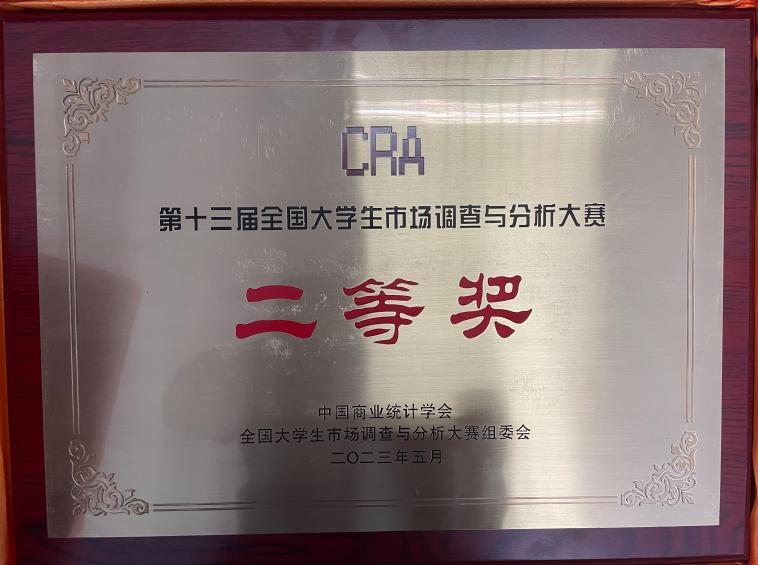 CRA
第十三届全国大学生市场调查与分析大赛
二等奖
中国商业统计学会
全国大学生市场调查与分析大赛组委会
二〇二三年五月